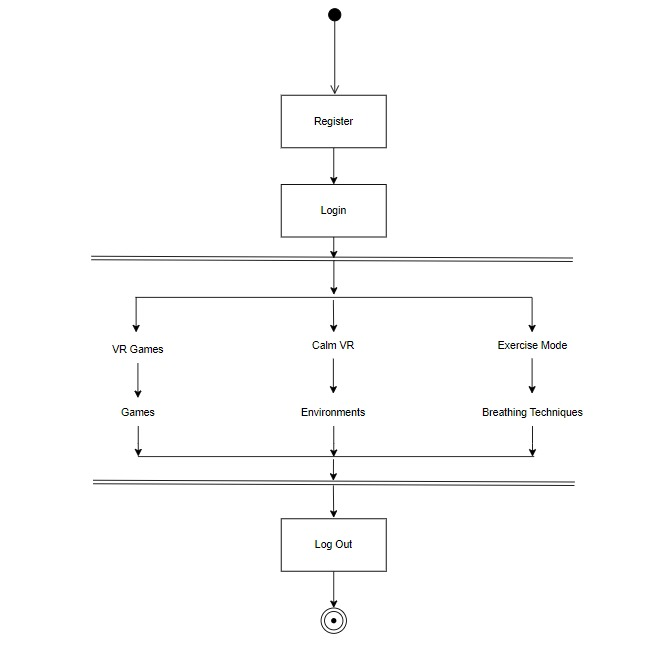 Register
Login
VR Games
Calm VR
Exercise Mode
Games
Environments
Breathing Techniques
Log Out